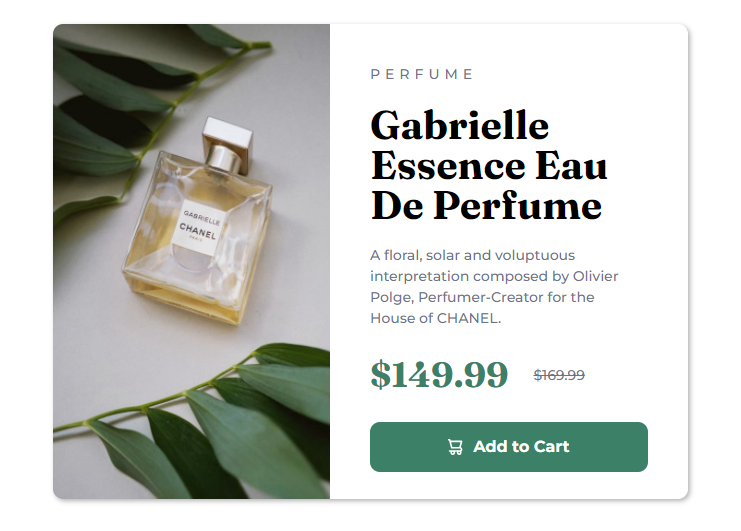 GABRIELLE
CHANEL
PARIS
PERFUME
Gabrielle
Essence Eau
De Perfume
A floral, solar and voluptuous
interpretation composed by Olivier
Polge, Perfumer-Creator for the
House of CHANEL.
$149.99 $169.99
Add to Cart